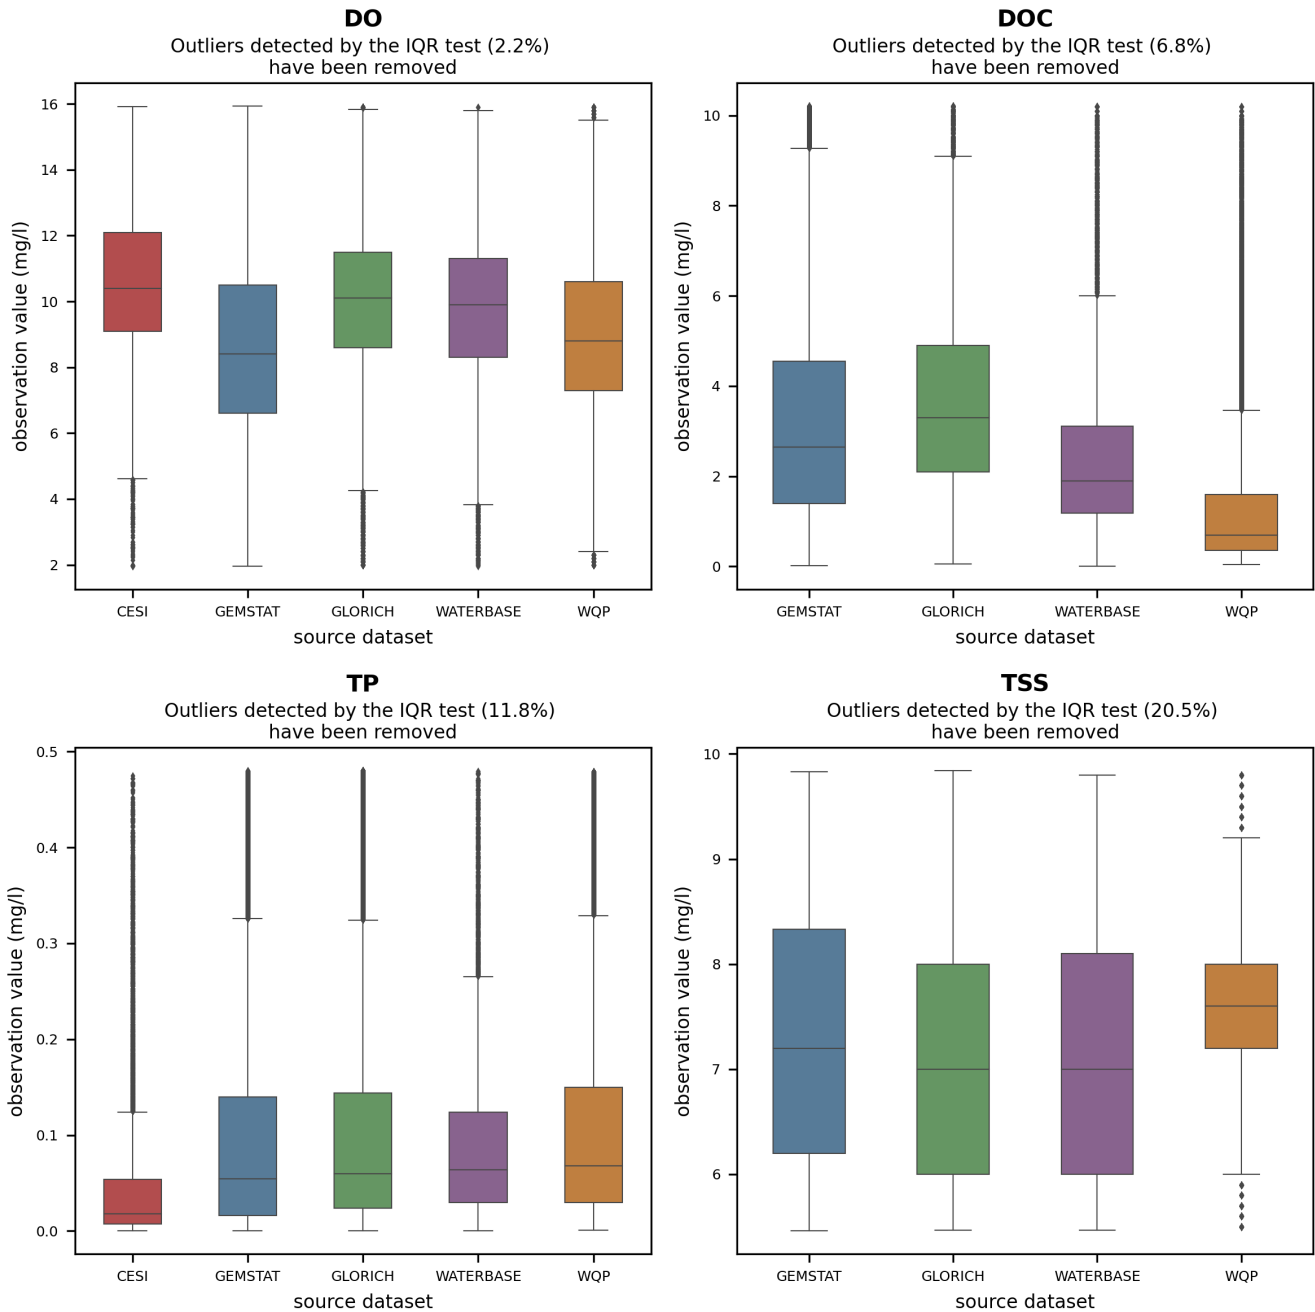 DO
Outliers detected by the IQR test (2.2%)
have been removed
observation value (mg/l)
16
14
12
10
8
6
4
2
CESI GEMSTAT GLORICH WATERBASE WQP
source dataset
DOC
Outliers detected by the IQR test (6.8%)
have been removed
observation value (mg/l)
10
8
6
4
2
0
GEMSTAT GLORICH WATERBASE WQP
source dataset
TP
Outliers detected by the IQR test (11.8%)
have been removed
observation value (mg/l)
0.5
0.4
0.3
0.2
0.1
0.0
CESI GEMSTAT GLORICH WATERBASE WQP
source dataset
TSS
Outliers detected by the IQR test (20.5%)
have been removed
observation value (mg/l)
10
9
8
7
6
GEMSTAT GLORICH WATERBASE WQP
source dataset